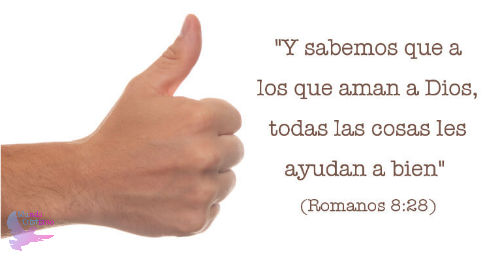 "Y sabemos que a
los que aman a Dios,
todas las cosas les
ayudan a bien"
(Romanos 8:28)